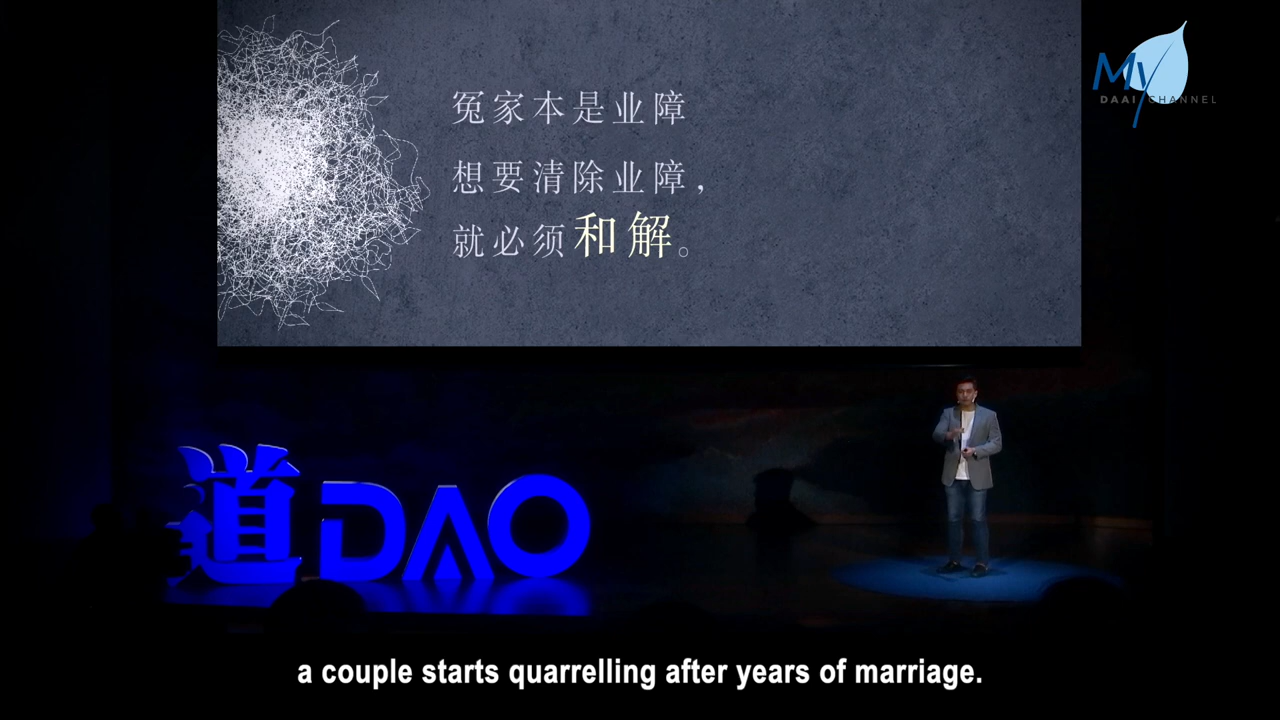 冤家本是业障
想要清除业障，
就必须和解。
My
DAAI CHANNEL
道DAO
a couple starts quarrelling after years of marriage.